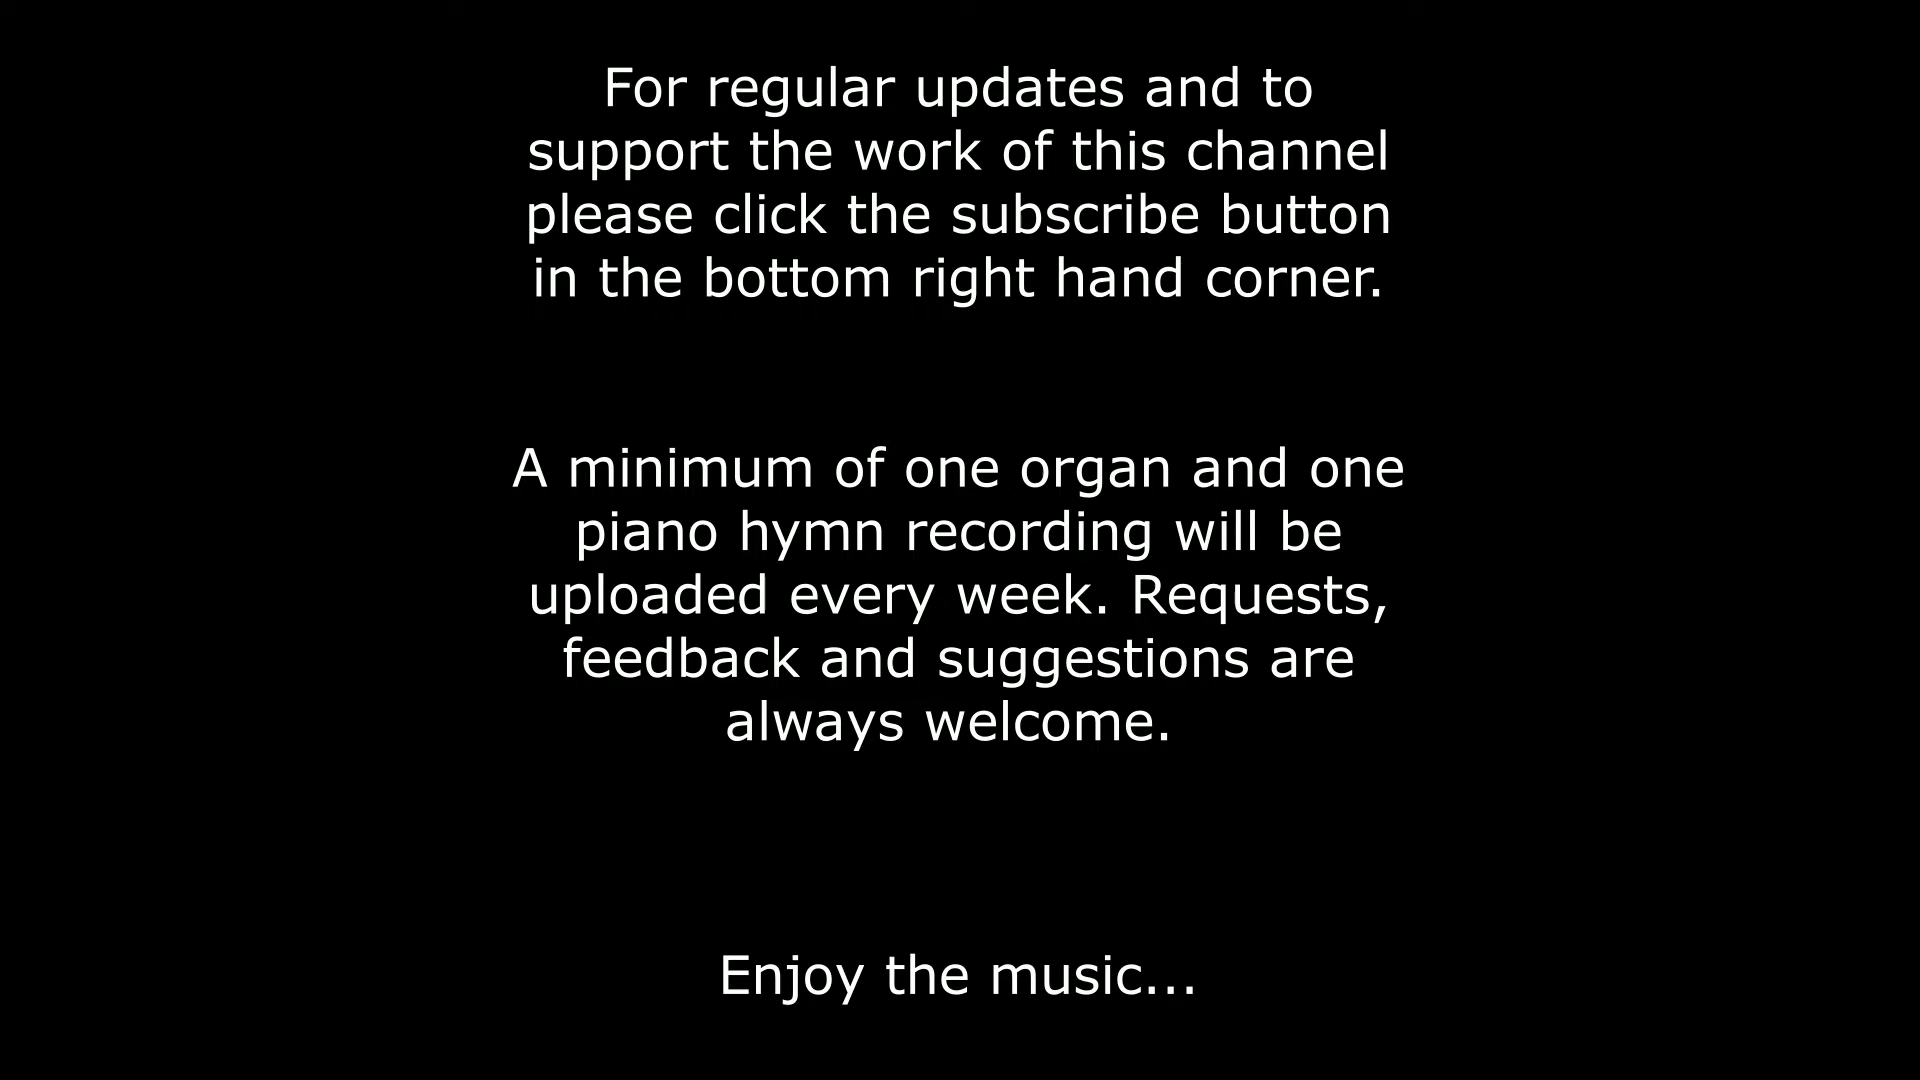 For regular updates and to
support the work of this channel
please click the subscribe button
in the bottom right hand corner.
A minimum of one organ and one
piano hymn recording will be
uploaded every week. Requests,
feedback and suggestions are
always welcome.
Enjoy the music...